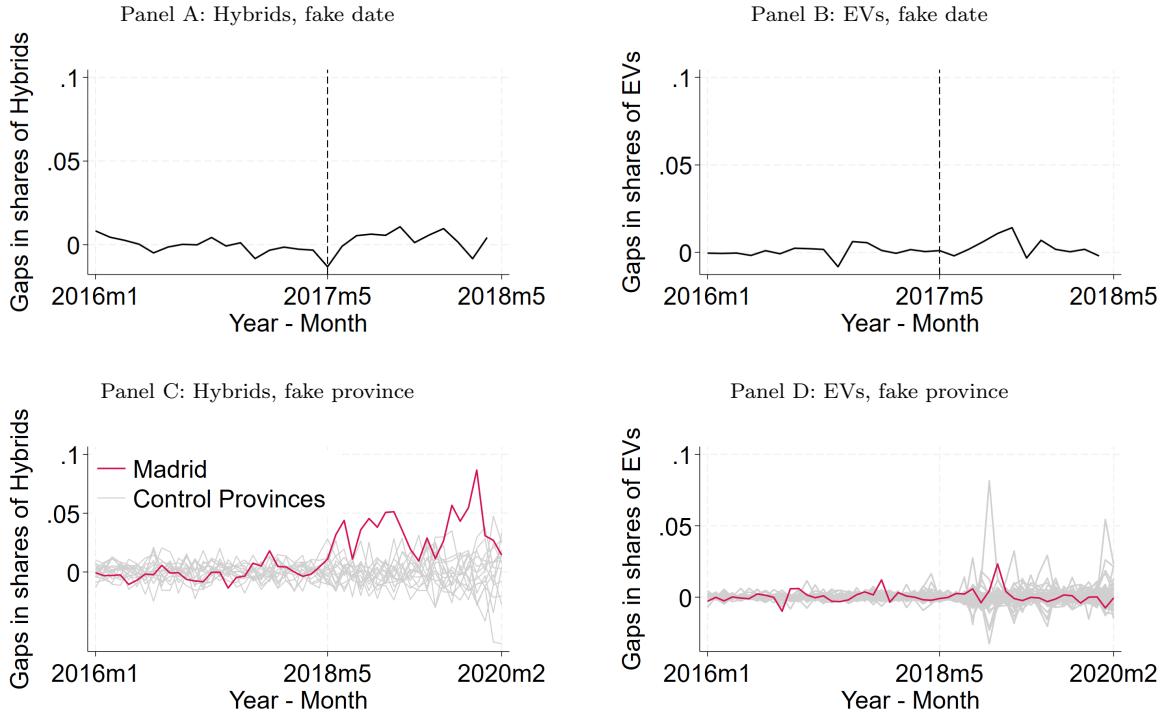 Panel A: Hybrids, fake date
Gaps in shares of Hybrids
.1
.05
0
2016m1 2017m5 2018m5
Year - Month
Panel B: EVs, fake date
Gaps in shares of EVs
.1
.05
0
2016m1 2017m5 2018m5
Year - Month
Panel C: Hybrids, fake province
Gaps in shares of Hybrids
.1
.05
0
Madrid
Control Provinces
2016m1 2018m5 2020m2
Year - Month
Panel D: EVs, fake province
Gaps in shares of EVs
.1
.05
0
2016m1 2018m5 2020m2
Year - Month